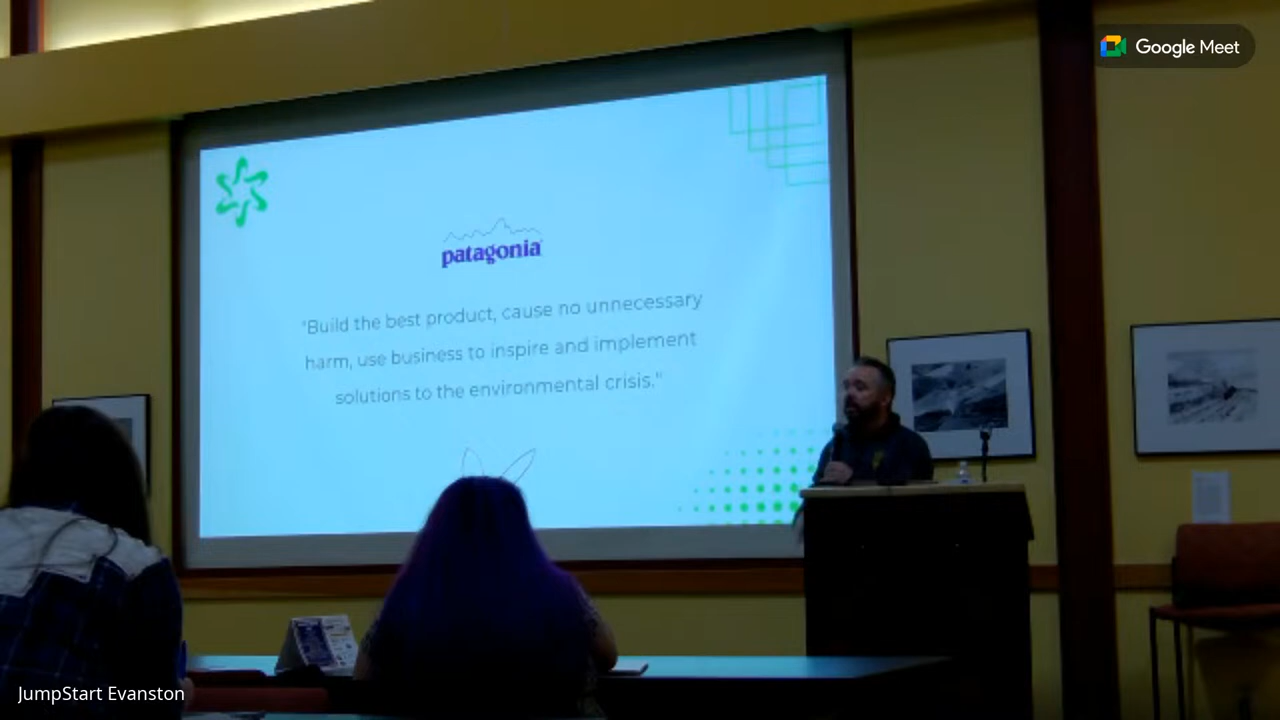 Google Meet
patagonia
"Build the best product, cause no unnecessary
harm, use business to inspire and implement
solutions to the environmental crisis."
JumpStart Evanston